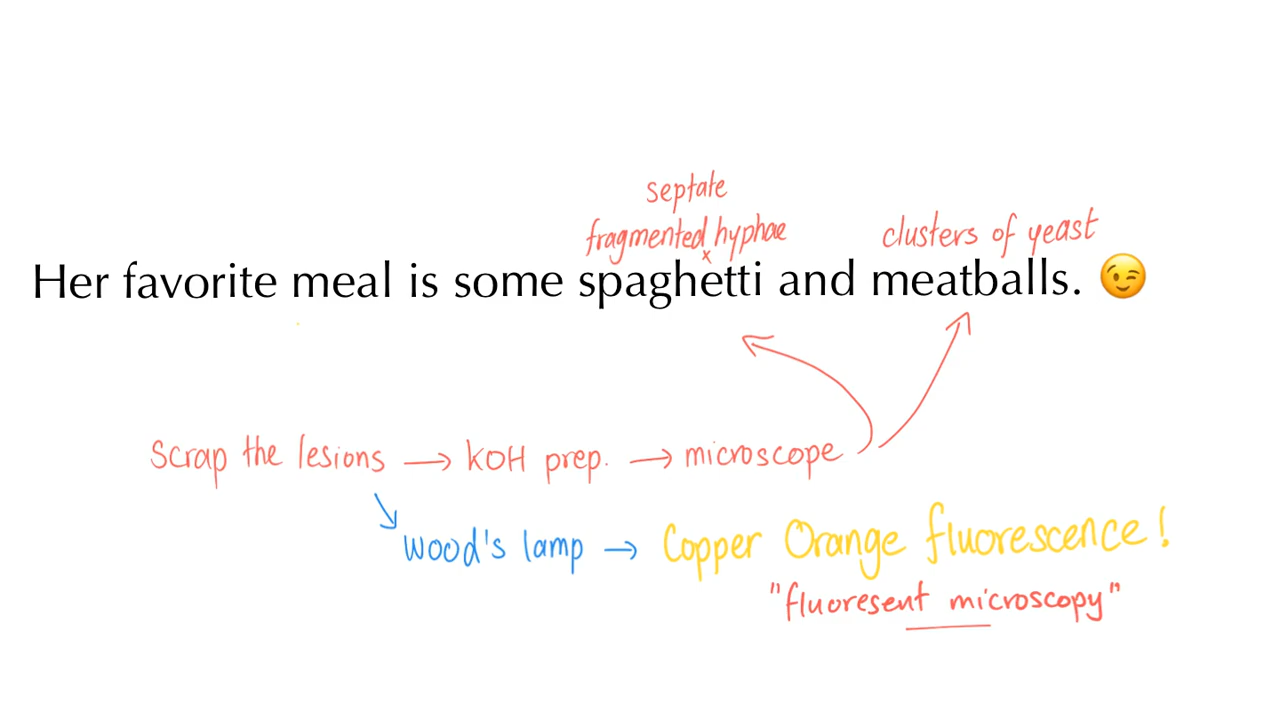 septate
fragmented hyphae
x
clusters of yeast
Her favorite meal is some spaghetti and meatballs. 😉
Scrap the lesions → KOH prep. → microscope
wood's lamp → Copper Orange fluorescence!
"fluoresent microscopy"